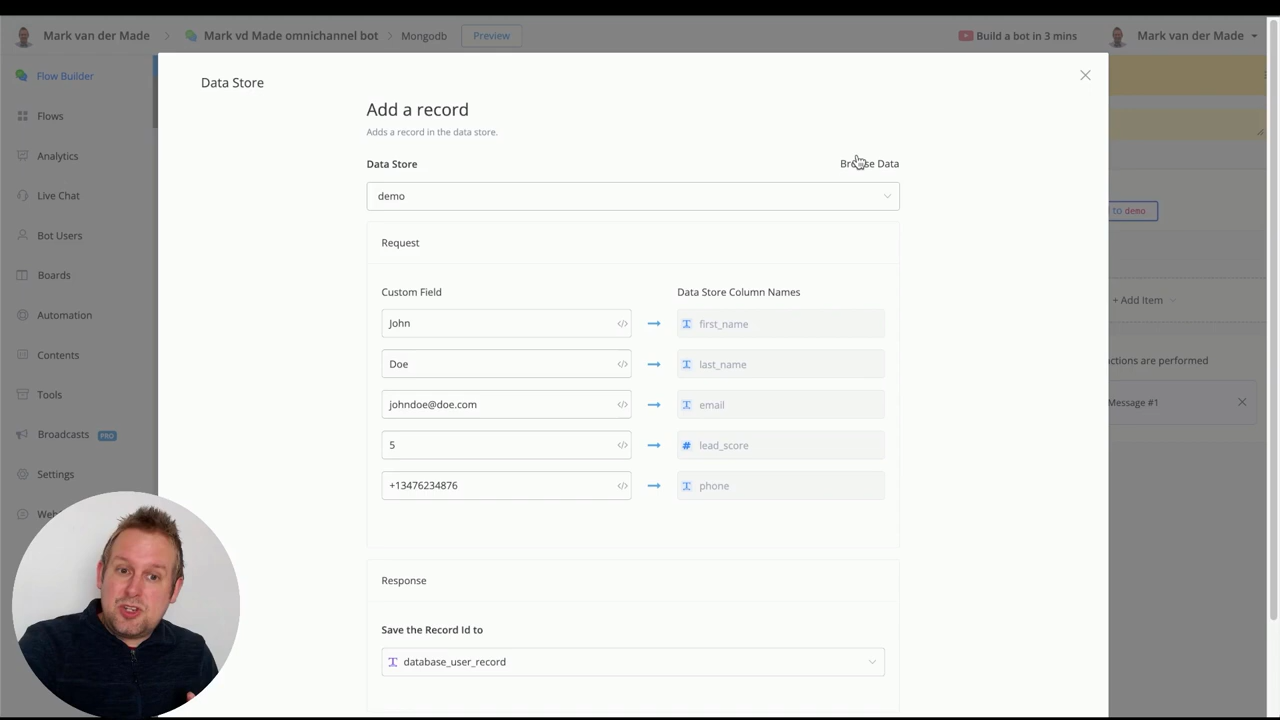 Mark van der Made
Mark vd Made omnichannel bot
Mongodb
Preview
Build a bot in 3 mins
Mark van der Made
Flow Builder
Flows
Analytics
Live Chat
Bot Users
Boards
Automation
Contents
Tools
Broadcasts PRO
Settings
Data Store
Add a record
Adds a record in the data store.
Data Store
Browse Data
demo
Request
Custom Field
Data Store Column Names
John
first_name
Doe
last_name
johndoe@doe.com
email
5
lead_score
+13476234876
phone
Response
Save the Record Id to
database_user_record
to demo
+ Add Item
are performed
Message #1